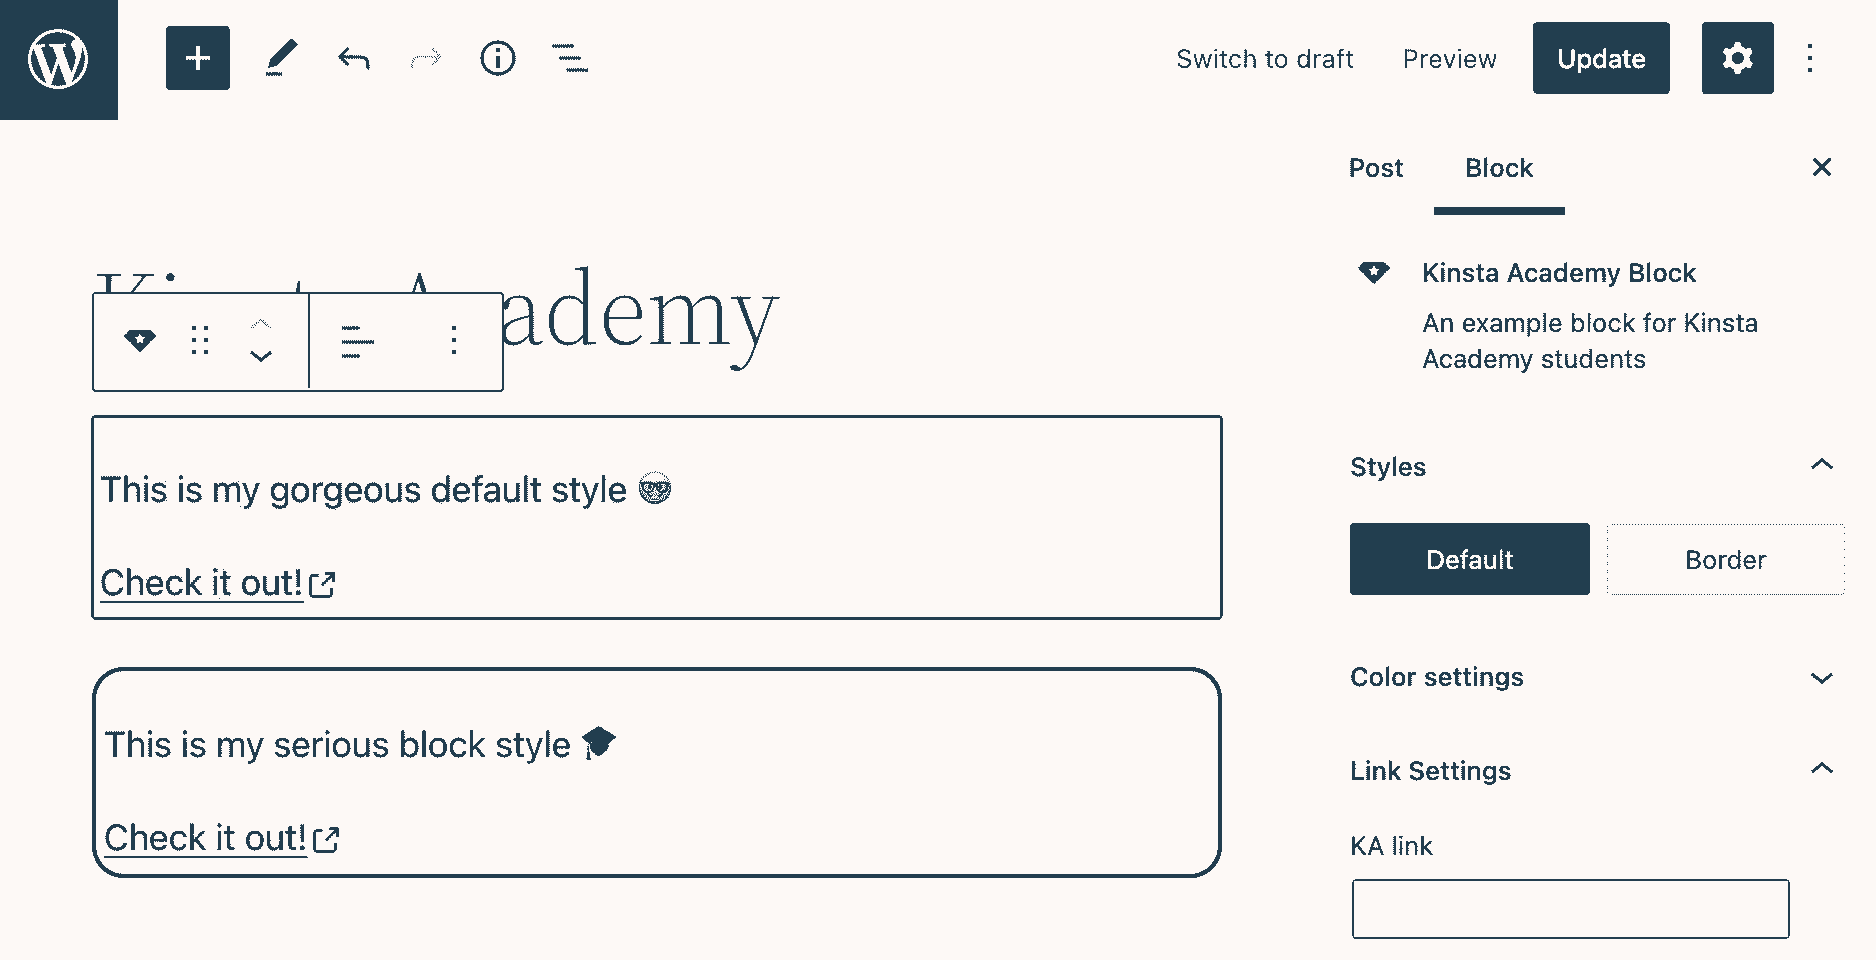 Switch to draft
Preview
Update
Post
Block
Kinsta Academy Block
An example block for Kinsta
Academy students
ademy
This is my gorgeous default style 🤓
Check it out!
This is my serious block style 🎓
Check it out!
Styles
Default
Border
Color settings
Link Settings
KA link